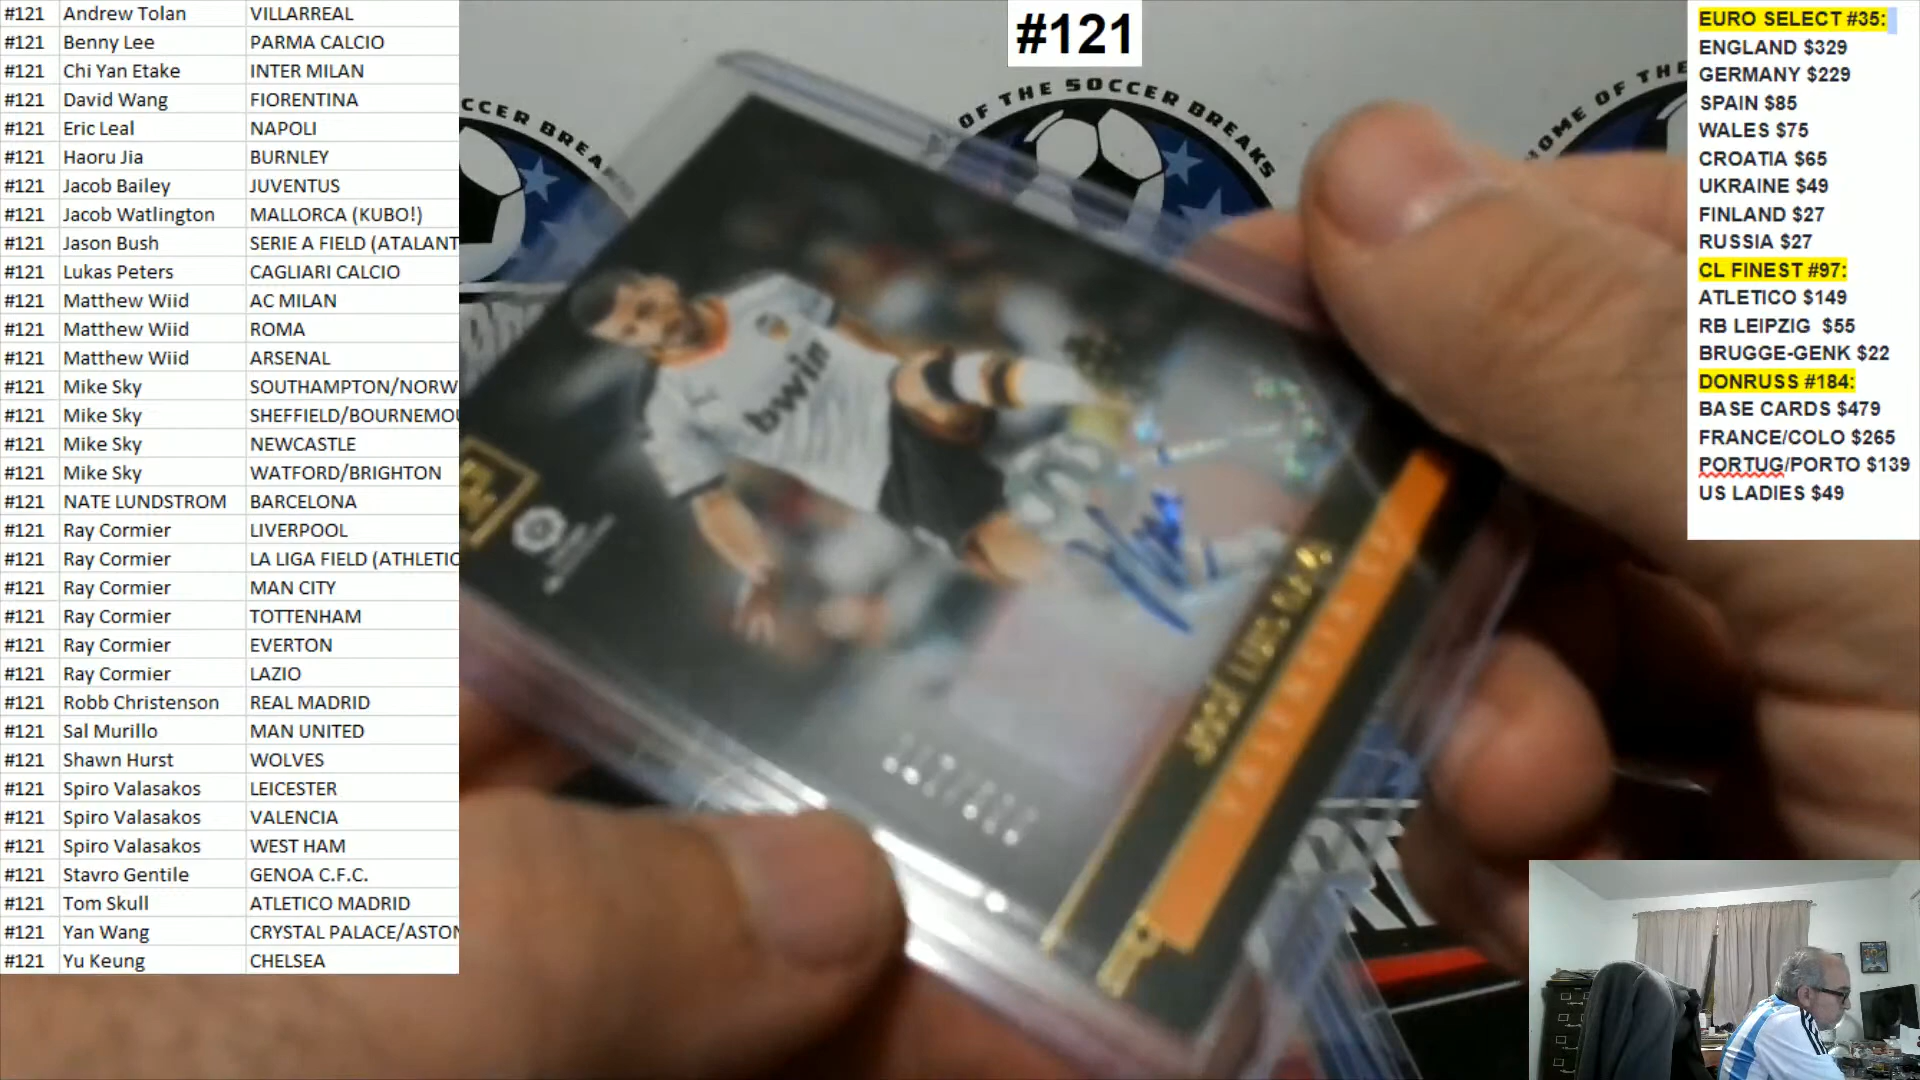 #121 Andrew Tolan VILLARREAL
#121 Benny Lee PARMA CALCIO
#121 Chi Yan Etake INTER MILAN
#121 David Wang FIORENTINA
#121 Eric Leal NAPOLI
#121 Haoru Jia BURNLEY
#121 Jacob Bailey JUVENTUS
#121 Jacob Watlington MALLORCA (KUBO!)
#121 Jason Bush SERIE A FIELD (ATALANT
#121 Lukas Peters CAGLIARI CALCIO
#121 Matthew Wiid AC MILAN
#121 Matthew Wiid ROMA
#121 Matthew Wiid ARSENAL
#121 Mike Sky SOUTHAMPTON/NORW
#121 Mike Sky SHEFFIELD/BOURNEMOU
#121 Mike Sky NEWCASTLE
#121 Mike Sky WATFORD/BRIGHTON
#121 NATE LUNDSTROM BARCELONA
#121 Ray Cormier LIVERPOOL
#121 Ray Cormier LA LIGA FIELD (ATHLETIC
#121 Ray Cormier MAN CITY
#121 Ray Cormier TOTTENHAM
#121 Ray Cormier EVERTON
#121 Ray Cormier LAZIO
#121 Robb Christenson REAL MADRID
#121 Sal Murillo MAN UNITED
#121 Shawn Hurst WOLVES
#121 Spiro Valasakos LEICESTER
#121 Spiro Valasakos VALENCIA
#121 Spiro Valasakos WEST HAM
#121 Stavro Gentile GENOA C.F.C.
#121 Tom Skull ATLETICO MADRID
#121 Yan Wang CRYSTAL PALACE/ASTON
#121 Yu Keung CHELSEA
#121
CCER BREA
OF THE SOCCER BREAKS
HOME OF THE
bwin
JOSÉ LUIS
VALENCIA
EURO SELECT #35:
ENGLAND $329
GERMANY $229
SPAIN $85
WALES $75
CROATIA $65
UKRAINE $49
FINLAND $27
RUSSIA $27
CL FINEST #97:
ATLETICO $149
RB LEIPZIG $55
BRUGGE-GENK $22
DONRUSS #184:
BASE CARDS $479
FRANCE/COLO $265
PORTUG/PORTO $139
US LADIES $49